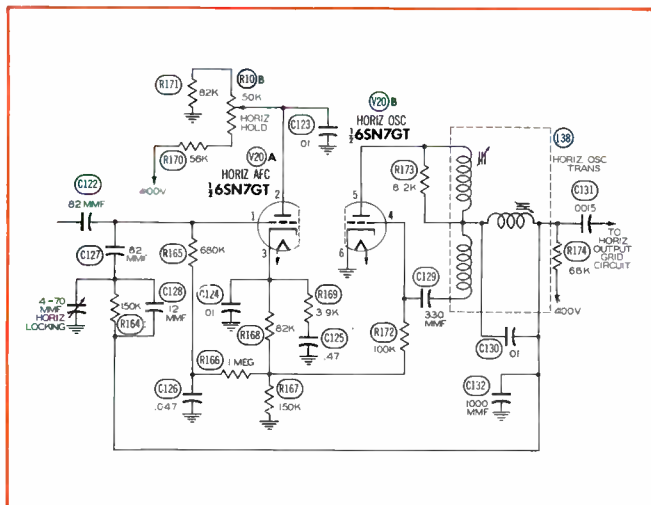 R171
82K
R10 B
50K
HORIZ
HOLD
R170
56K
400V
C123
.01
V20 A
HORIZ AFC
½6SN7GT
V20 B
HORIZ OSC
½6SN7GT
R173
8.2K
L38
HORIZ OSC
TRANS
C131
.0015
TO
HORIZ
OUTPUT
GRID
CIRCUIT
R174
68K
400V
C122
82 MMF
C127
82
MMF
R165
680K
1
2
3
5
4
6
4-70
MMF
HORIZ
LOCKING
150K
R164
C128
12
MMF
C124
.01
R169
3.9K
R168
82K
C125
.47
R166
1 MEG
C126
.047
R167
150K
R172
100K
C129
330
MMF
C130
.01
C132
1000
MMF